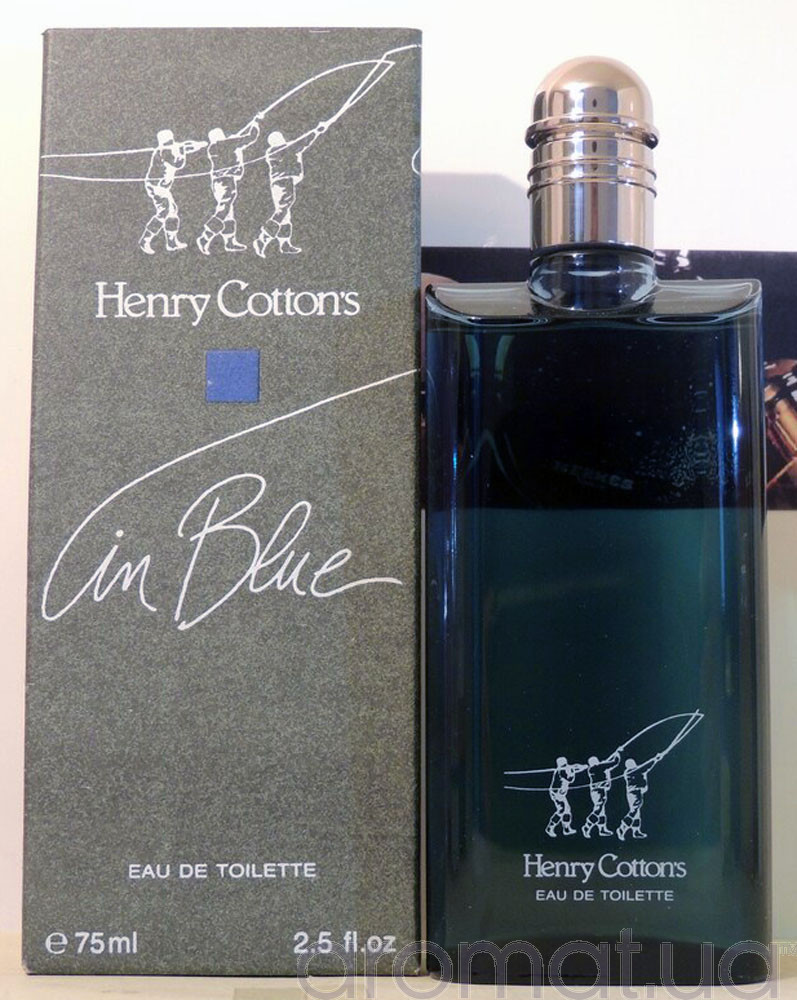 Henry Cotton's
in Blue
EAU DE TOILETTE
e 75ml 2.5 fl.oz
Henry Cotton's
EAU DE TOILETTE
aromat.ua